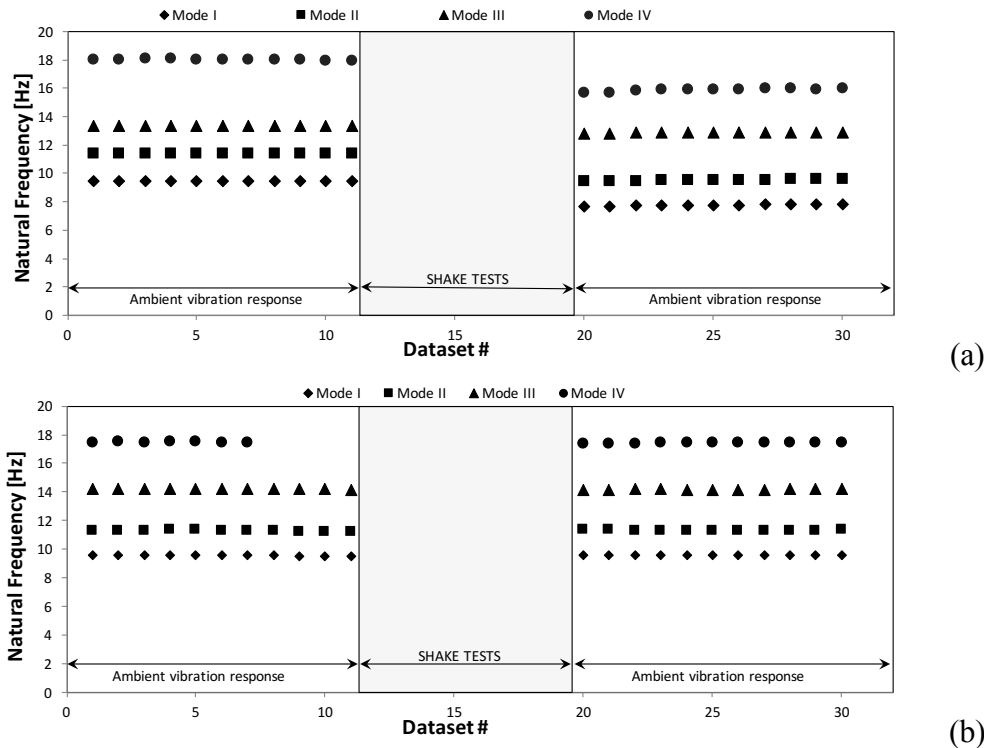 Mode I Mode II Mode III Mode IV
Natural Frequency [Hz]
20
18
16
14
12
10
8
6
4
2
0
SHAKE TESTS
Ambient vibration response
Ambient vibration response
0 5 10 15 20 25 30
Dataset #
(a)
Mode I Mode II Mode III Mode IV
Natural Frequency [Hz]
20
18
16
14
12
10
8
6
4
2
0
SHAKE TESTS
Ambient vibration response
Ambient vibration response
0 5 10 15 20 25 30
Dataset #
(b)